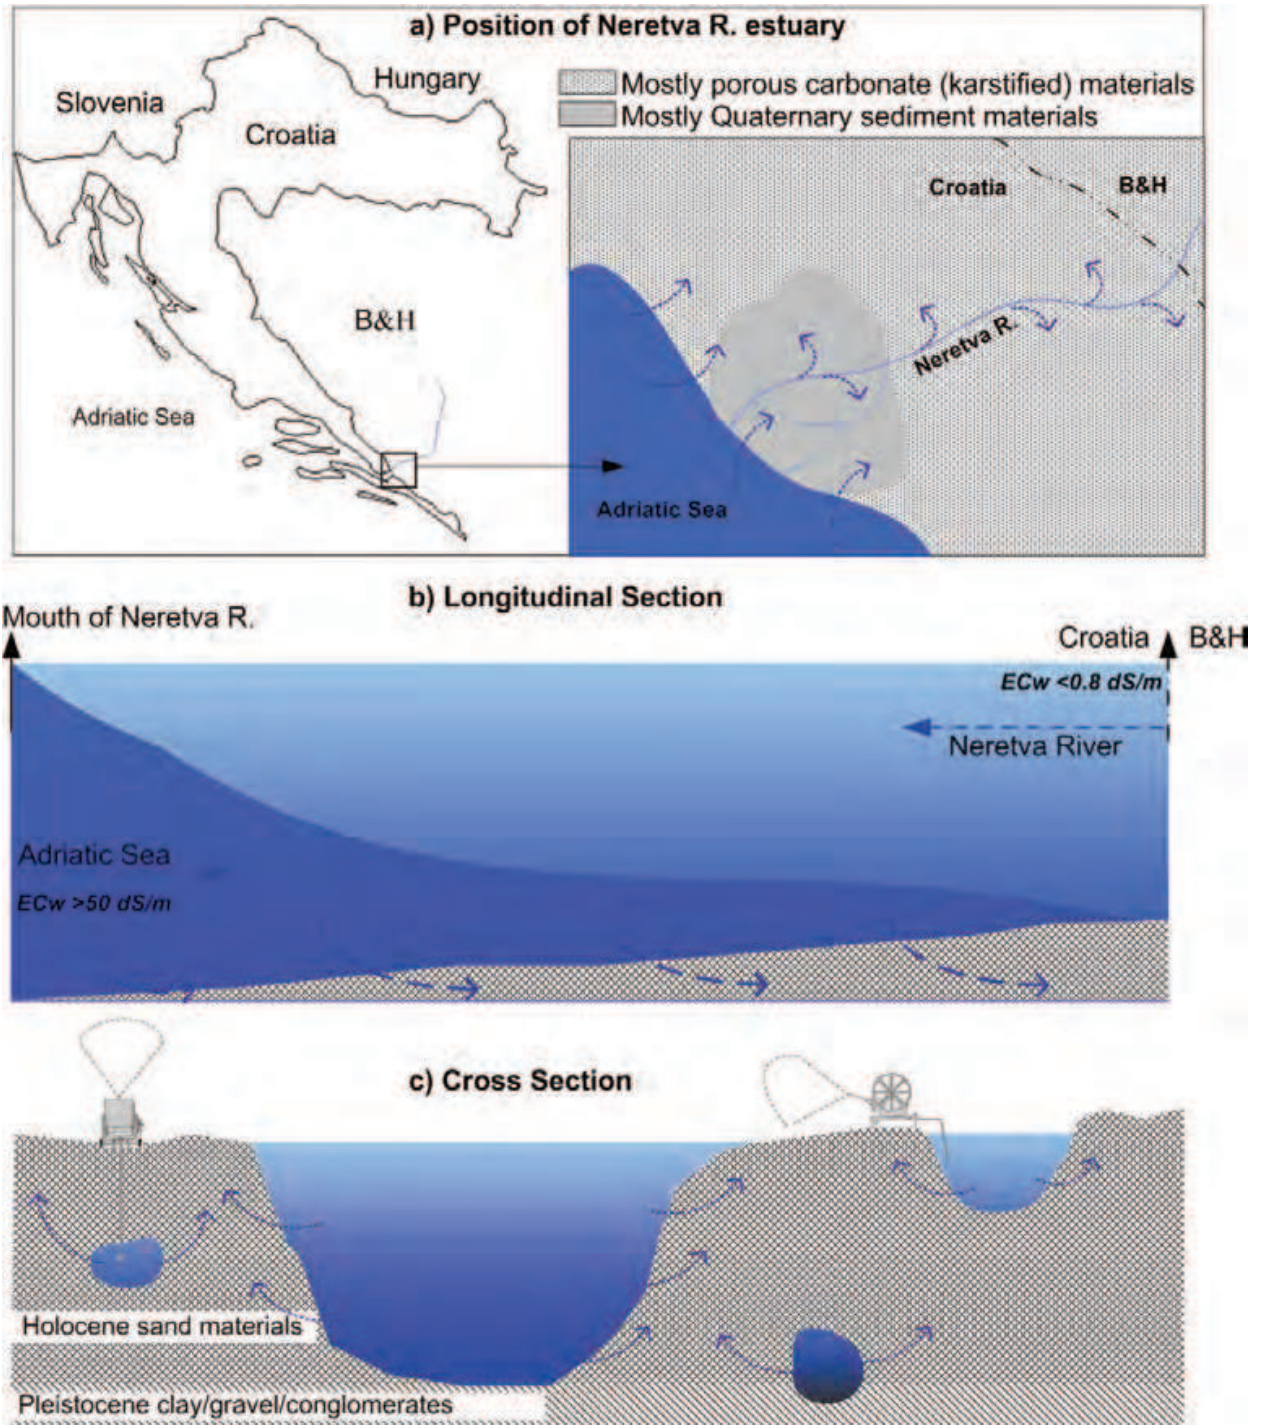 a) Position of Neretva R. estuary
Hungary
Slovenia
Croatia
B&H
Adriatic Sea
Mostly porous carbonate (karstified) materials
Mostly Quaternary sediment materials
Croatia
B&H
Neretva R.
Adriatic Sea
b) Longitudinal Section
Mouth of Neretva R.
Croatia
B&H
ECw <0.8 dS/m
Neretva River
Adriatic Sea
ECw >50 dS/m
c) Cross Section
Holocene sand materials
Pleistocene clay/gravel/conglomerates